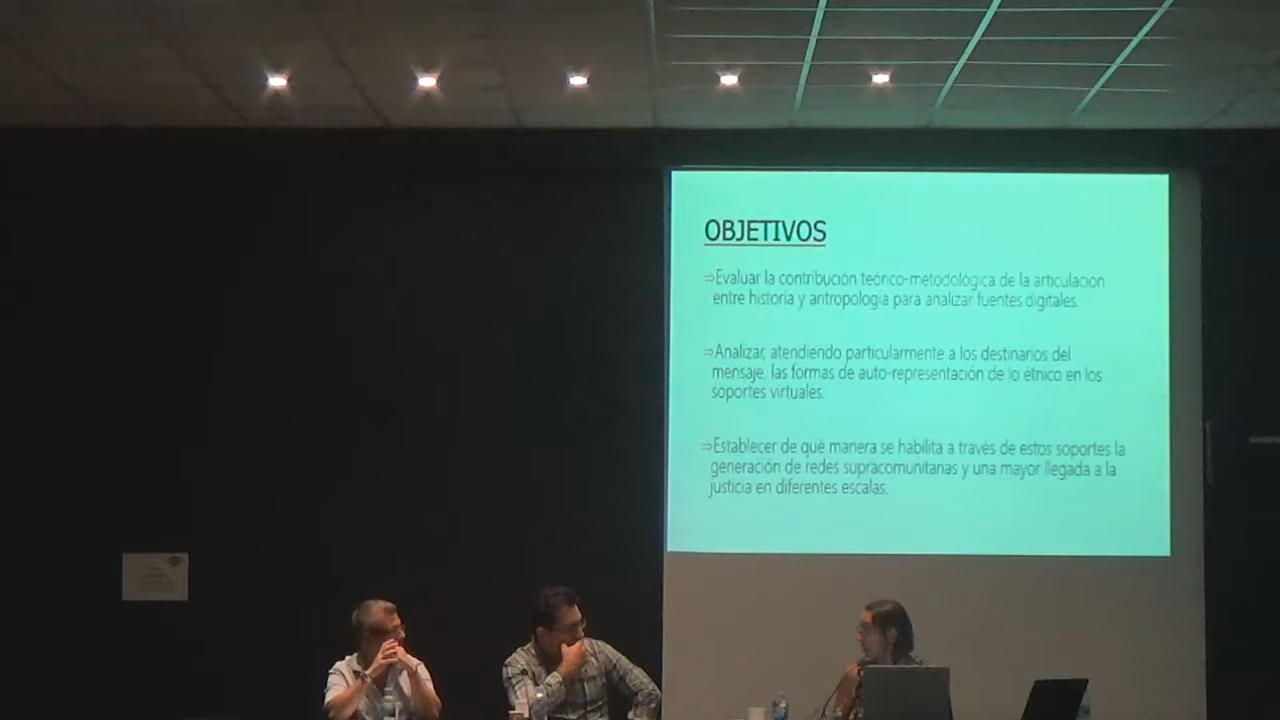 OBJETIVOS
⇒Evaluar la contribución teórico-metodológica de la articulación
entre historia y antropología para analizar fuentes digitales.
⇒Analizar, atendiendo particularmente a los destinarios del
mensaje, las formas de auto-representación de lo étnico en los
soportes virtuales.
⇒Establecer de qué manera se habilita a través de estos soportes la
generación de redes supracomunitarias y una mayor llegada a la
justicia en diferentes escalas.